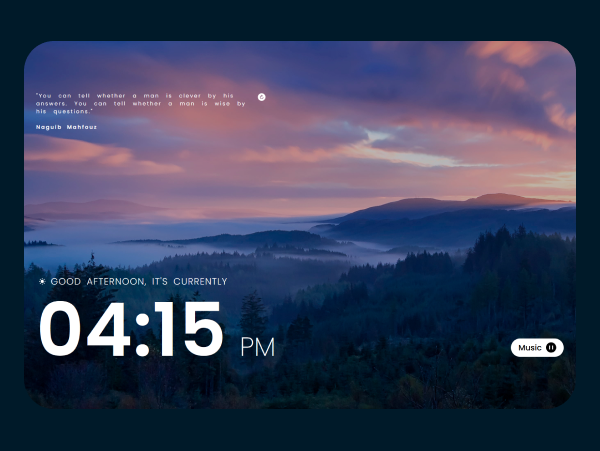 "You can tell whether a man is clever by his
answers. You can tell whether a man is wise by
his questions."
Naguib Mahfouz
GOOD AFTERNOON, IT'S CURRENTLY
04:15 PM
Music